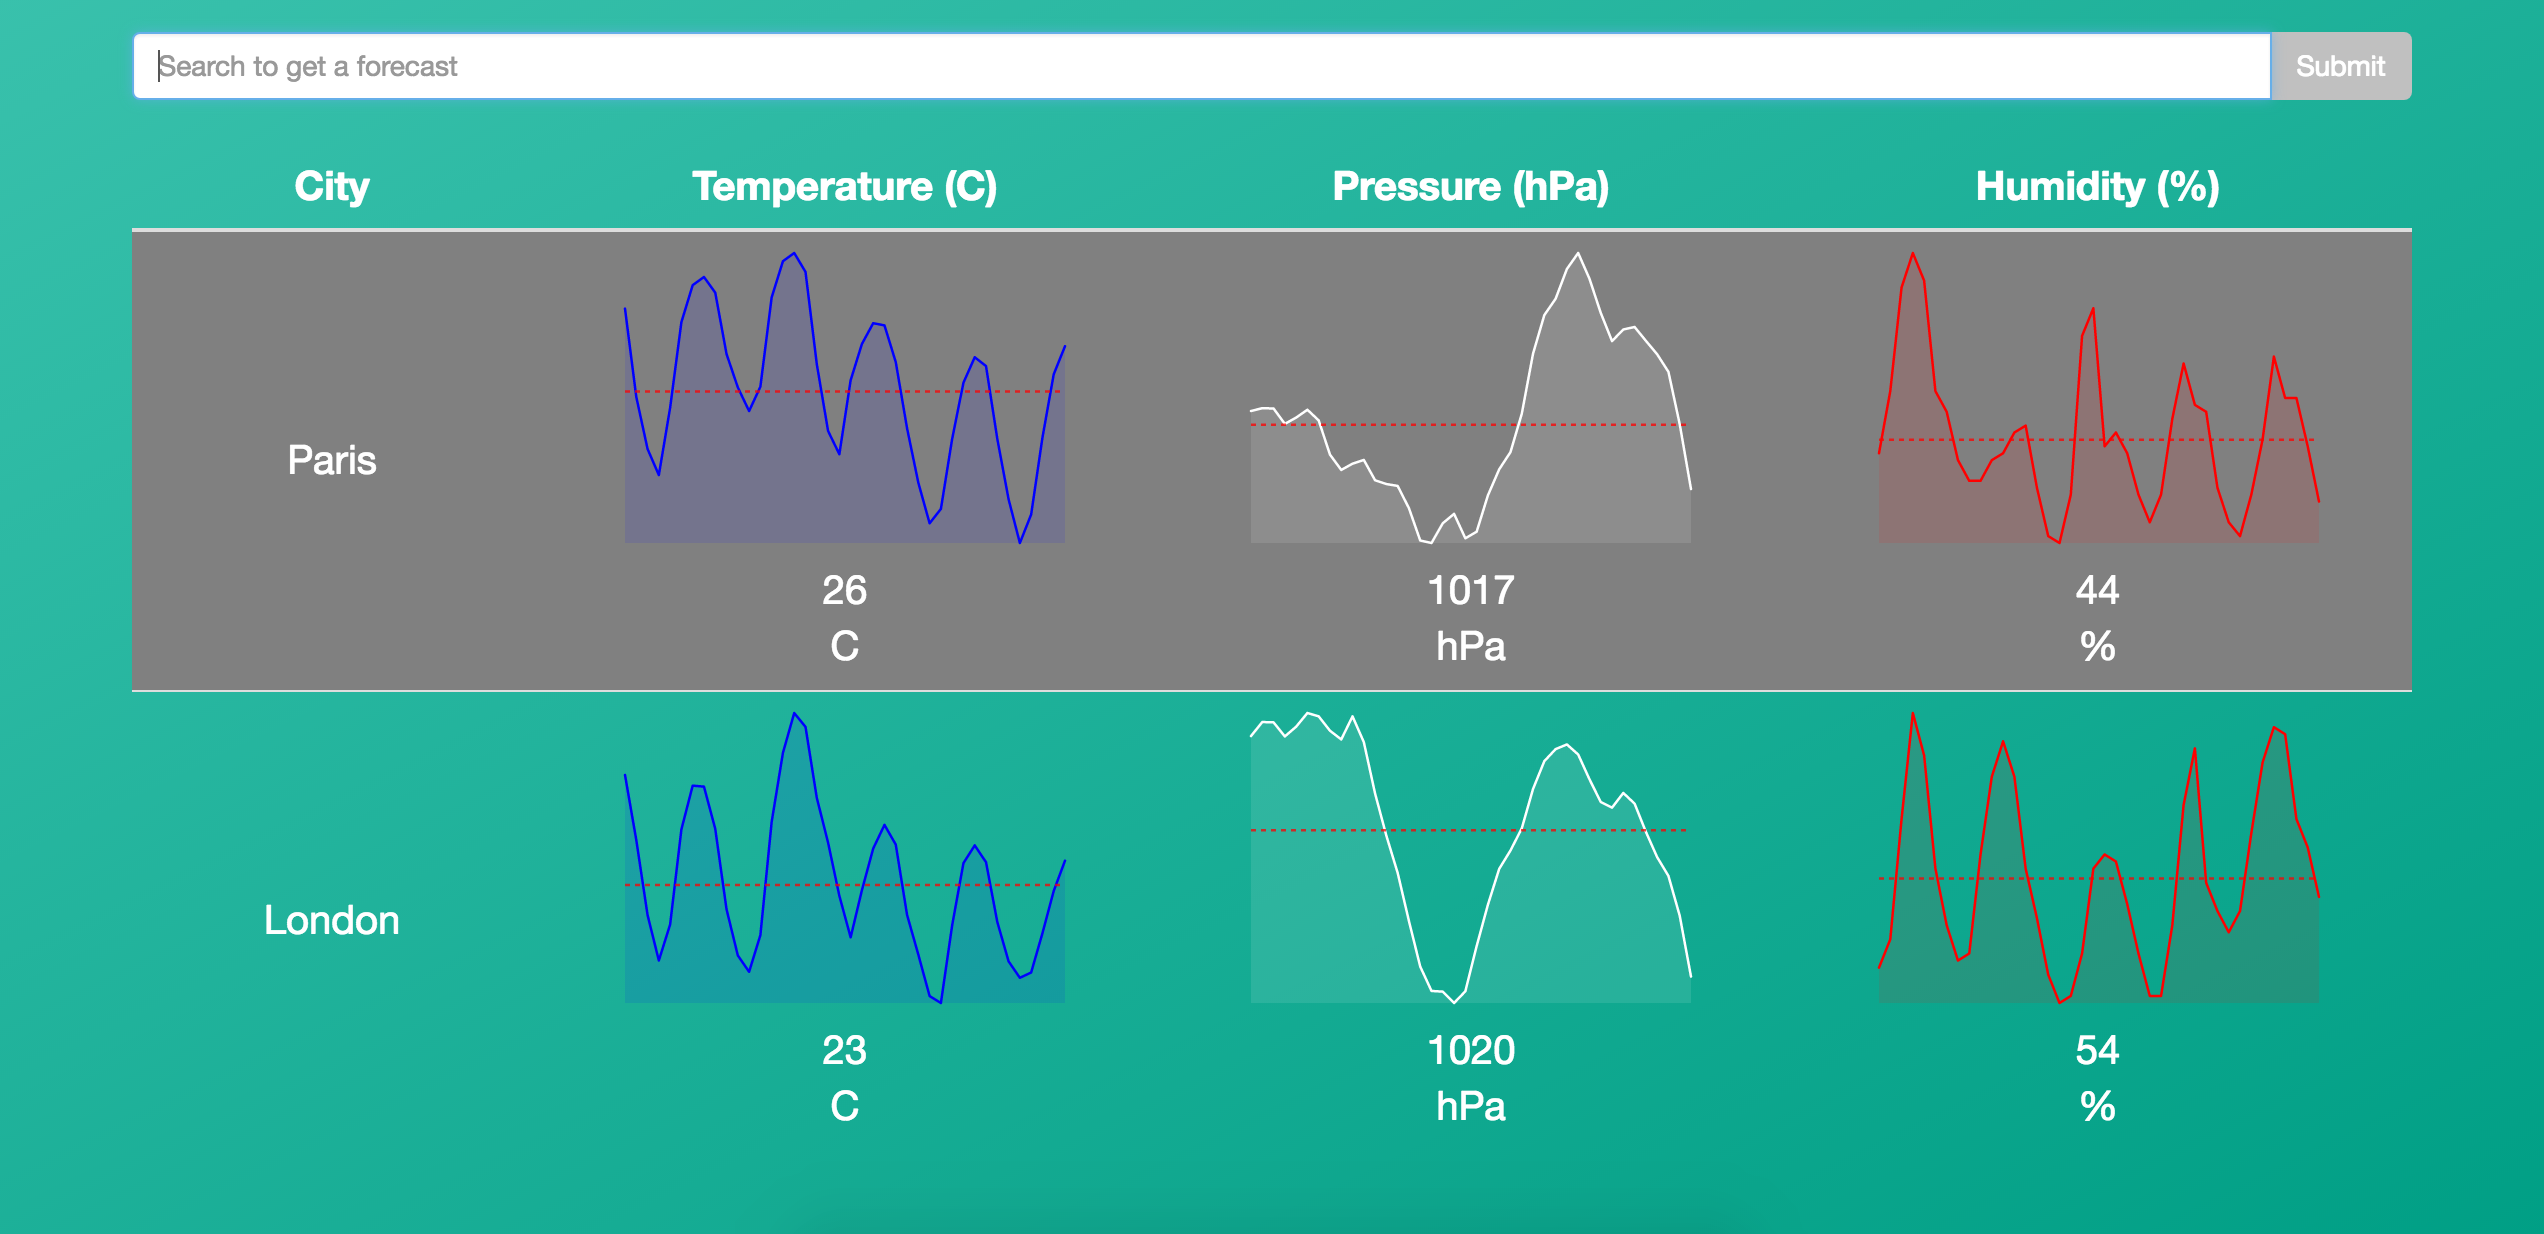 Search to get a forecast
Submit
City
Temperature (C)
Pressure (hPa)
Humidity (%)
Paris
26
C
1017
hPa
44
%
London
23
C
1020
hPa
54
%